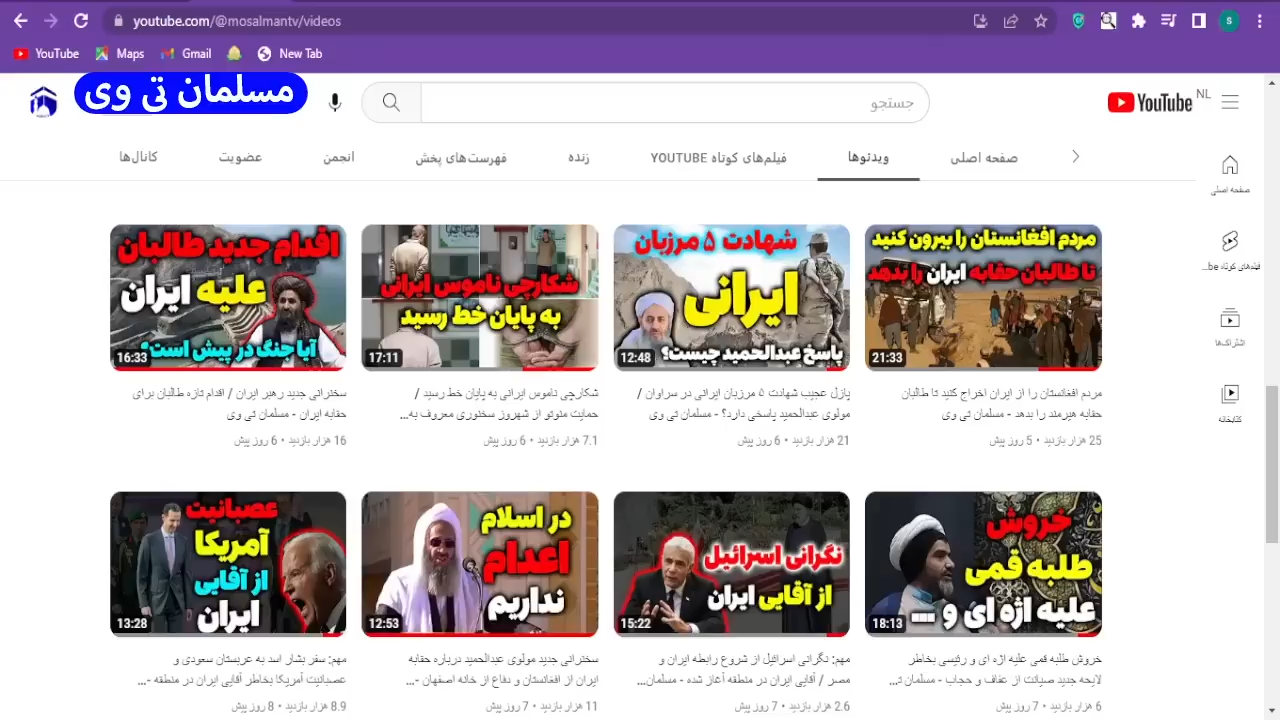 youtube.com/@mosalmantv/videos
S
YouTube Maps Gmail New Tab
مسلمان تی وی
جستجو
YouTube NL
صفحه اصلی
ویدئوها
فیلم‌های کوتاه YOUTUBE
زنده
فهرست‌های پخش
انجمن
عضویت
کانال‌ها
صفحه اصلی
فیلم‌های کوتاه be...
اشتراک‌ها
کتابخانه
مردم افغانستان را بیرون کنید
تا طالبان حقابه ایران را بدهد
21:33
مردم افغانستان را از ایران اخراج کنید تا طالبان
حقابه هیرمند را بدهد - مسلمان تی وی
25 هزار بازدید • 5 روز پیش
شهادت ۵ مرزبان
ایرانی
پاسخ عبدالحمید چیست؟
12:48
پازل عجیب شهادت ۵ مرزبان ایرانی در سراوان /
مولوی عبدالحمید پاسخی دارد؟ - مسلمان تی وی
21 هزار بازدید • 6 روز پیش
شکارچی ناموس ایرانی
به پایان خط رسید
17:11
شکارچی ناموس ایرانی به پایان خط رسید /
حمایت منوتو از شهروز سخنوری معروف به...
7.1 هزار بازدید • 6 روز پیش
اقدام جدید طالبان
علیه ایران
آیا جنگ در پیش است؟
16:33
سخنرانی جدید رهبر ایران / اقدام تازه طالبان برای
حقابه ایران - مسلمان تی وی
16 هزار بازدید • 6 روز پیش
خروش
طلبه قمی
علیه اژه ای و ...
18:13
خروش طلبه قمی علیه اژه ای و رئیسی بخاطر
لایحه جدید صیانت از عفاف و حجاب - مسلمان ت...
6 هزار بازدید • 7 روز پیش
نگرانی اسرائیل
از آقایی ایران
15:22
مهم: نگرانی اسرائیل از شروع رابطه ایران و
مصر / آقایی ایران در منطقه آغاز شده - مسلمان...
2.6 هزار بازدید • 7 روز پیش
در اسلام
اعدام
نداریم
12:53
سخنرانی جدید مولوی عبدالحمید درباره حقابه
ایران از افغانستان و دفاع از خانه اصفهان -...
11 هزار بازدید • 7 روز پیش
عصبانیت
آمریکا
از آقایی
ایران
13:28
مهم: سفر بشار اسد به عربستان سعودی و
عصبانیت آمریکا بخاطر آقایی ایران در منطقه -...
8.9 هزار بازدید • 8 روز پیش